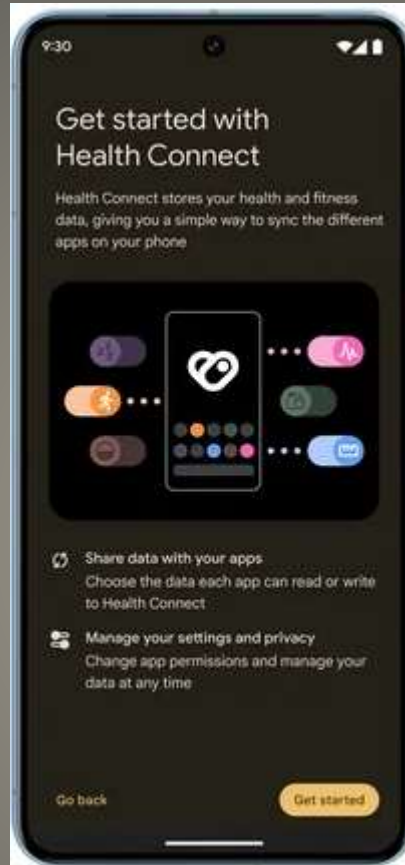 9:30
Get started with
Health Connect
Health Connect stores your health and fitness
data, giving you a simple way to sync the different
apps on your phone
Share data with your apps
Choose the data each app can read or write
to Health Connect
Manage your settings and privacy
Change app permissions and manage your
data at any time
Go back
Get started